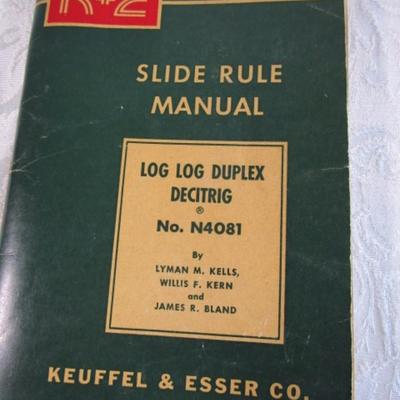 K+E
SLIDE RULE
MANUAL
LOG LOG DUPLEX
DECITRIG
®
No. N4081
By
LYMAN M. KELLS,
WILLIS F. KERN
and
JAMES R. BLAND
KEUFFEL & ESSER CO.